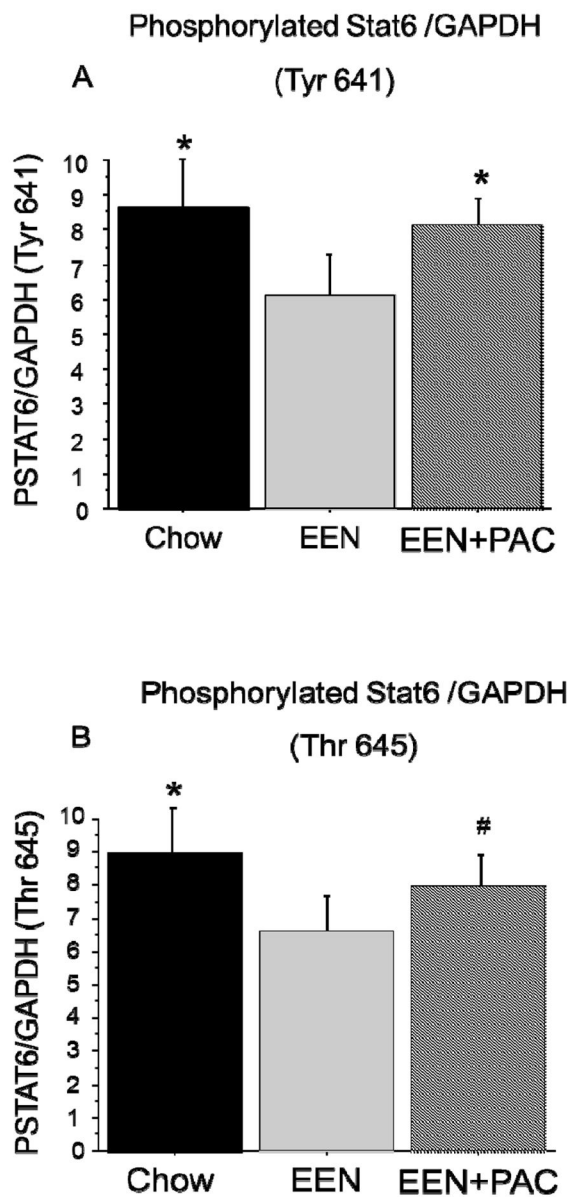 Phosphorylated Stat6 /GAPDH
A
(Tyr 641)
*
*
PSTAT6/GAPDH (Tyr 641)
10
9
8
7
6
5
4
3
2
1
0
Chow
EEN
EEN+PAC
Phosphorylated Stat6 /GAPDH
B
(Thr 645)
*
#
PSTAT6/GAPDH (Thr 645)
10
9
8
7
6
5
4
3
2
1
0
Chow
EEN
EEN+PAC